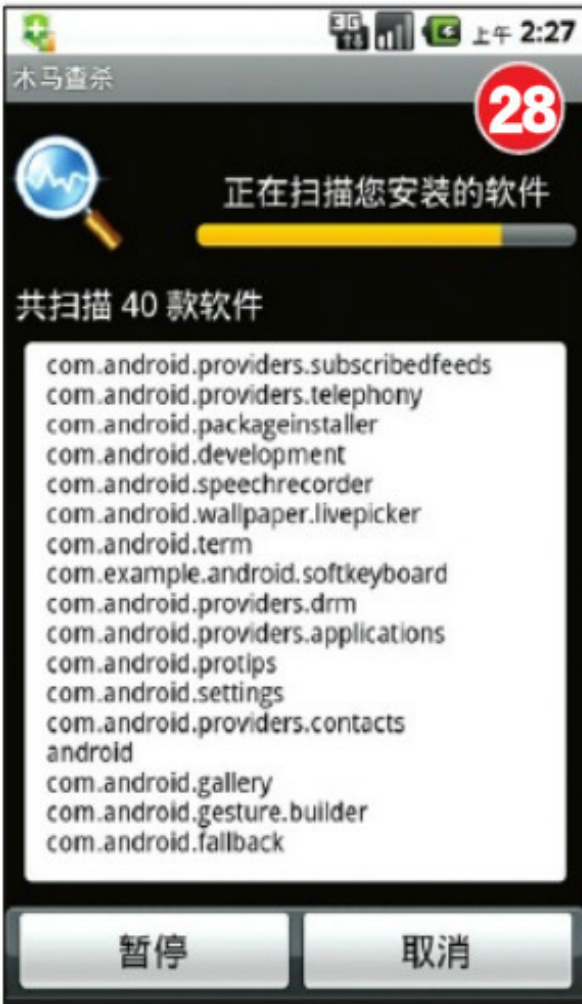 3G 上午 2:27
木马查杀
28
正在扫描您安装的软件
共扫描 40 款软件
com.android.providers.subscribedfeeds
com.android.providers.telephony
com.android.packageinstaller
com.android.development
com.android.speechrecorder
com.android.wallpaper.livepicker
com.android.term
com.example.android.softkeyboard
com.android.providers.drm
com.android.providers.applications
com.android.protips
com.android.settings
com.android.providers.contacts
android
com.android.gallery
com.android.gesture.builder
com.android.fallback
暂停 取消